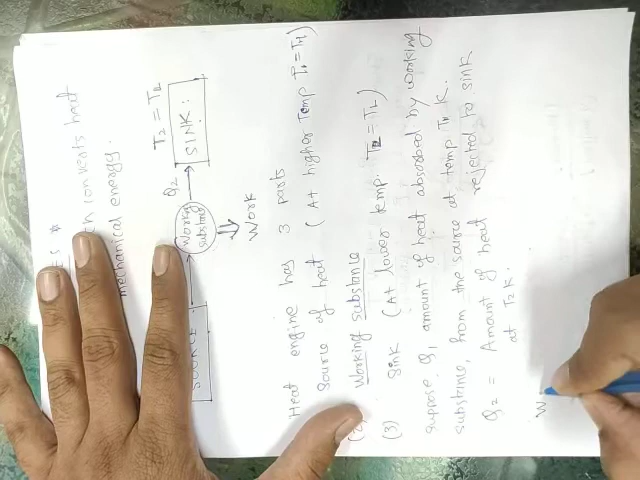 ES *
ch converts heat
mechanical energy.
T2 = TL
SOURCE
Working
substance
Q2
SINK:
Work
Heat engine has 3 parts
Source of heat (At higher Temp T1 = TH)
(2) Working substance
(3) Sink (At lower temp. T2 = TL)
suppose Q1 amount of heat absorbed by working
substance, from the source at temp T1 K.
Q2 = Amount of heat rejected to sink
at T2 K.
W